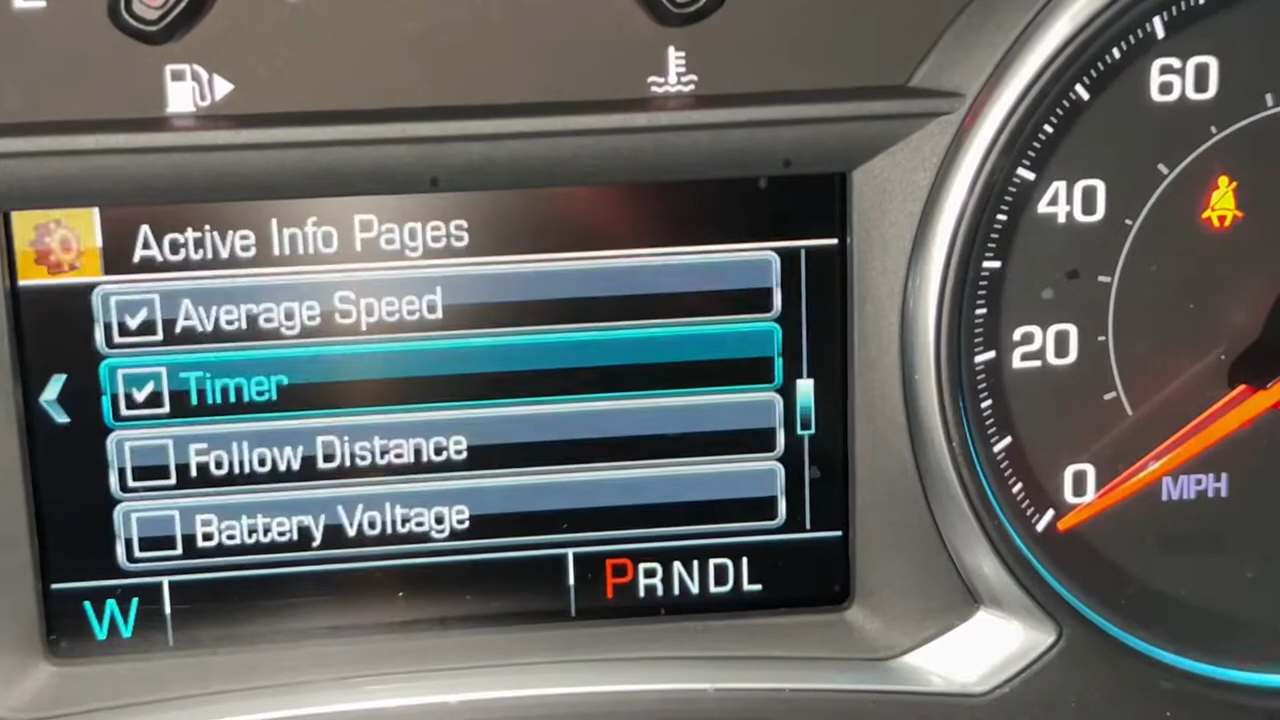 Active Info Pages
Average Speed
Timer
Follow Distance
Battery Voltage
W
PRNDL
60
40
20
0
MPH